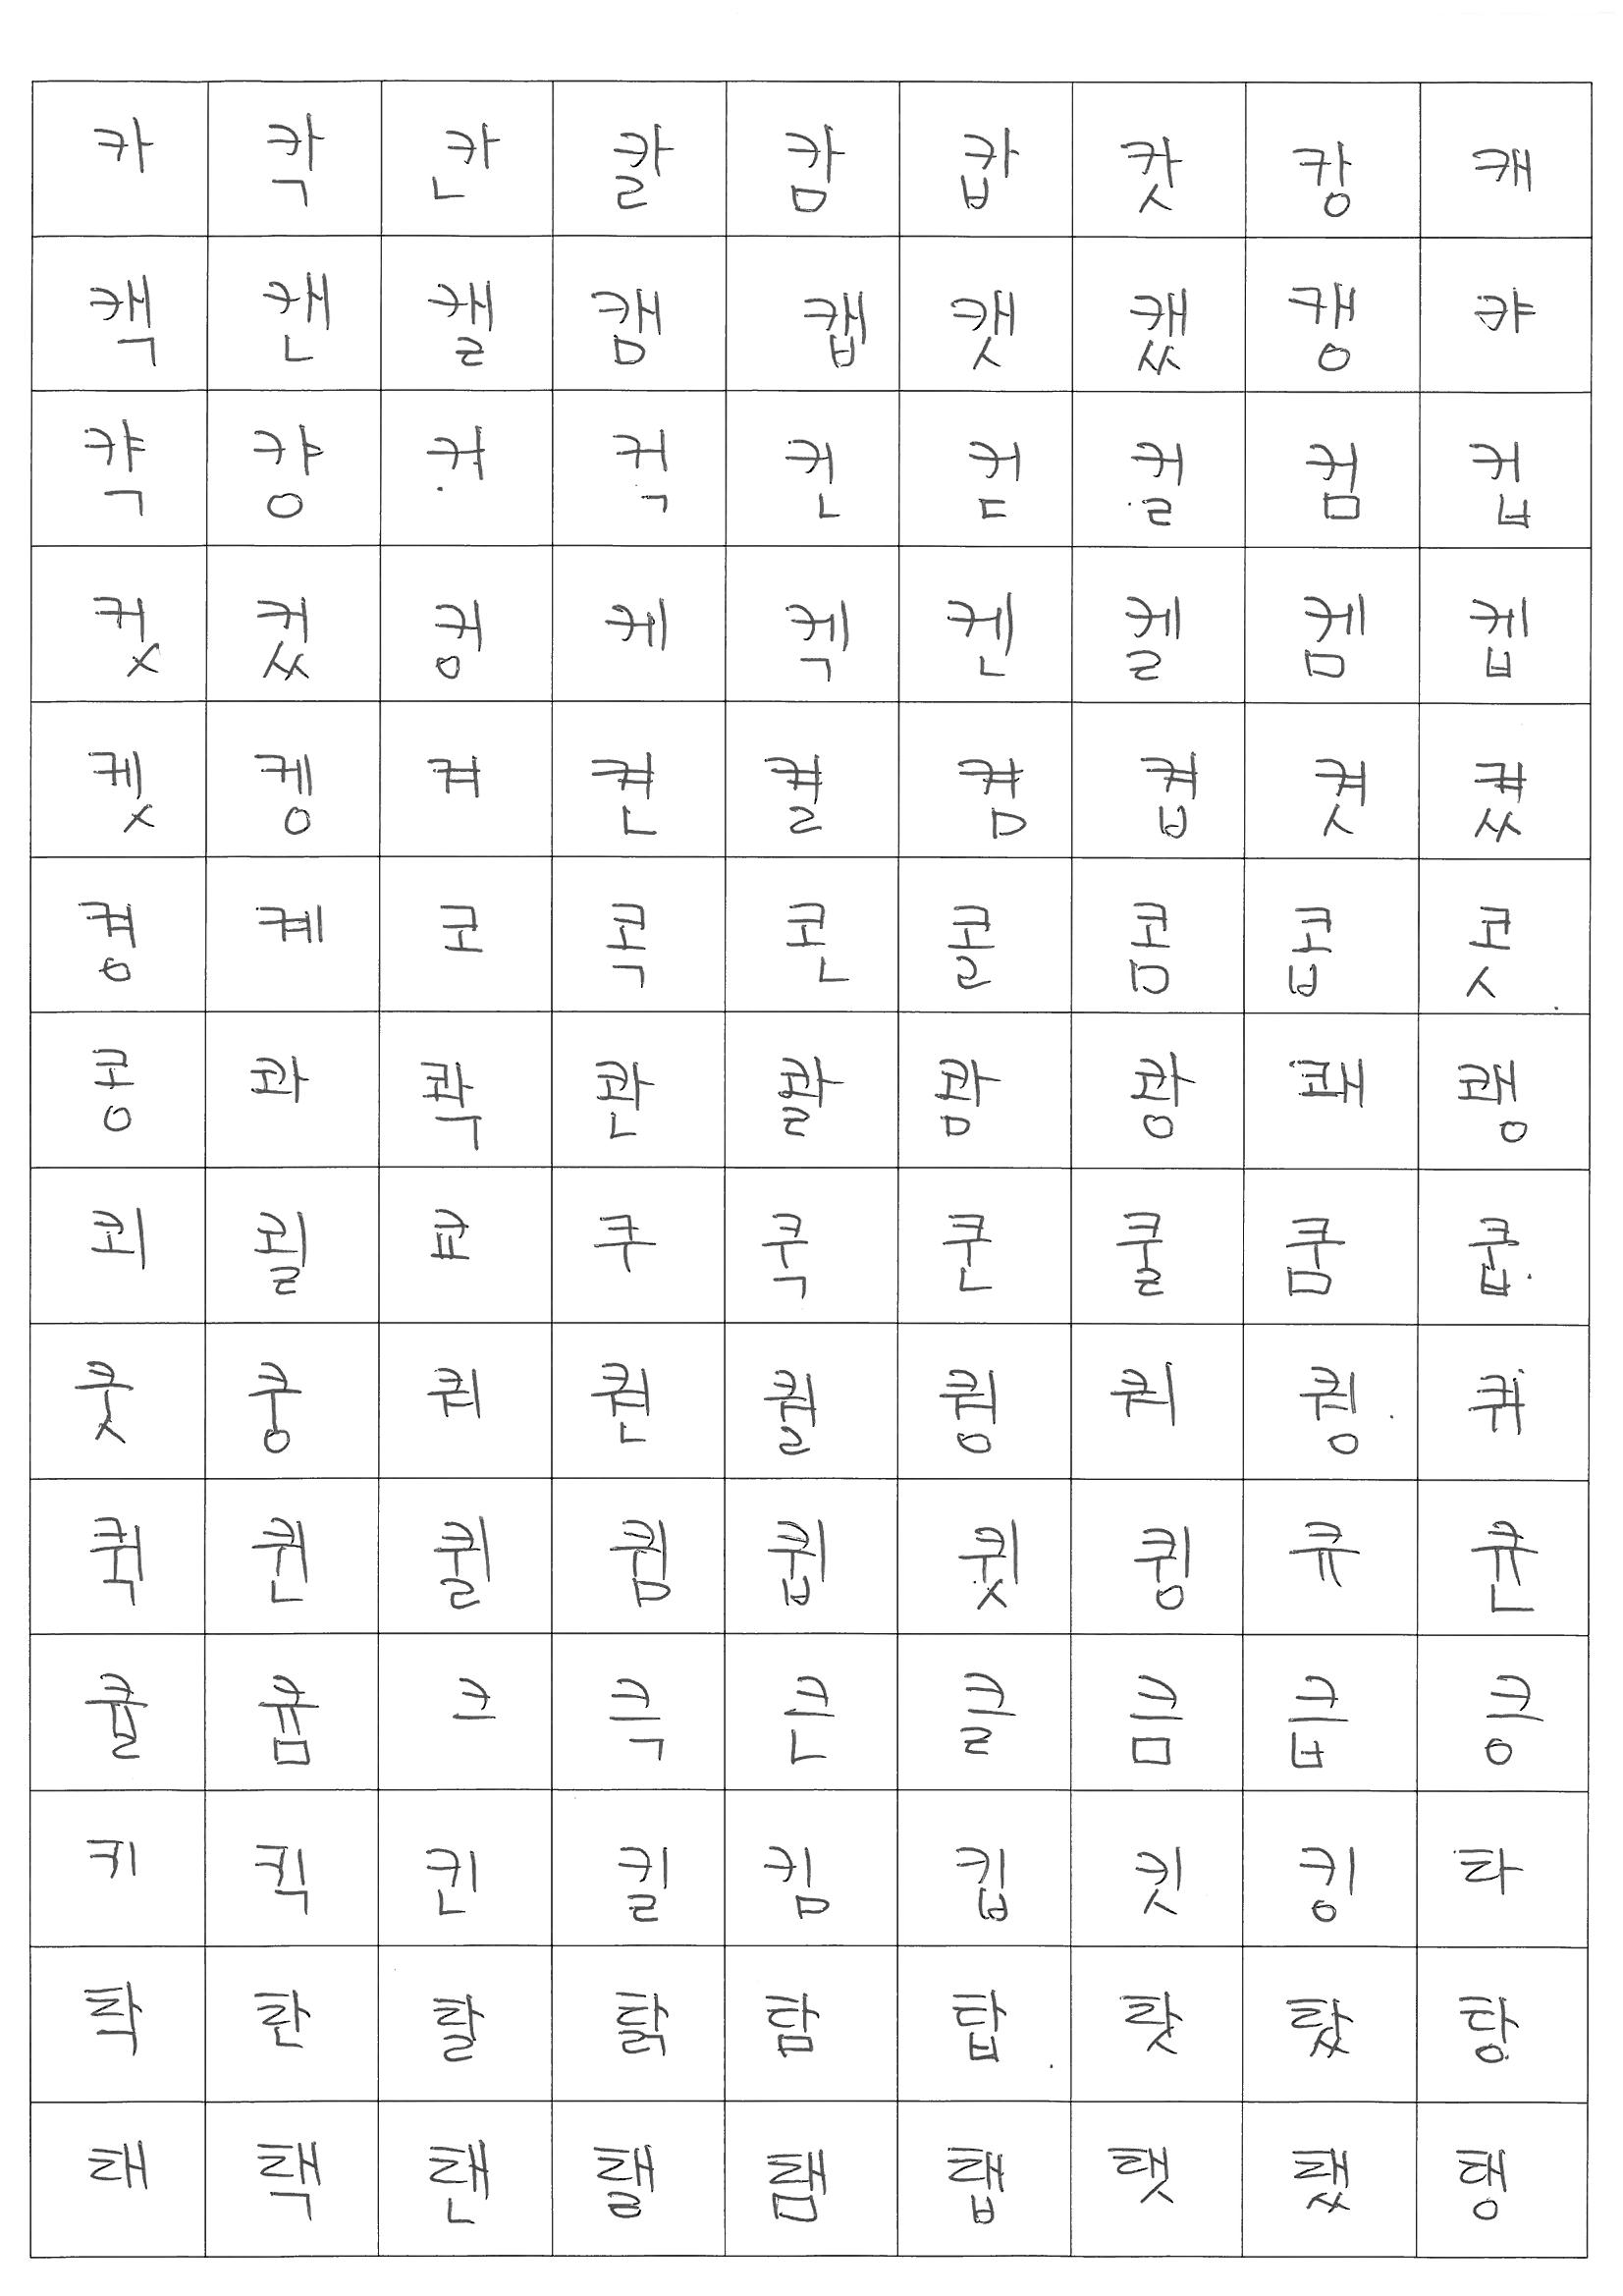 카 칵 칸 칼 캄 캅 캇 캉 캐
캑 캔 캘 캠 캡 캣 캤 캥 캬
캭 컁 커 컥 컨 컫 컬 컴 컵
컷 컸 컹 케 켁 켄 켈 켐 켑
켓 켕 켜 켠 켤 켬 켭 켯 켰
켱 켸 코 콕 콘 콜 콤 콥 콧
콩 콰 콱 콴 콸 쾀 쾅 쾌 쾡
쾨 쾰 쿄 쿠 쿡 쿤 쿨 쿰 쿱
쿳 쿵 쿼 퀀 퀄 퀑 퀘 퀭 퀴
퀵 퀸 퀼 큄 큅 큇 큉 큐 큔
큘 큠 크 큭 큰 클 큼 큽 킁
키 킥 킨 킬 킴 킵 킷 킹 타
탁 탄 탈 탉 탐 탑 탓 탔 탕
태 택 탠 탤 탬 탭 탯 탰 탱